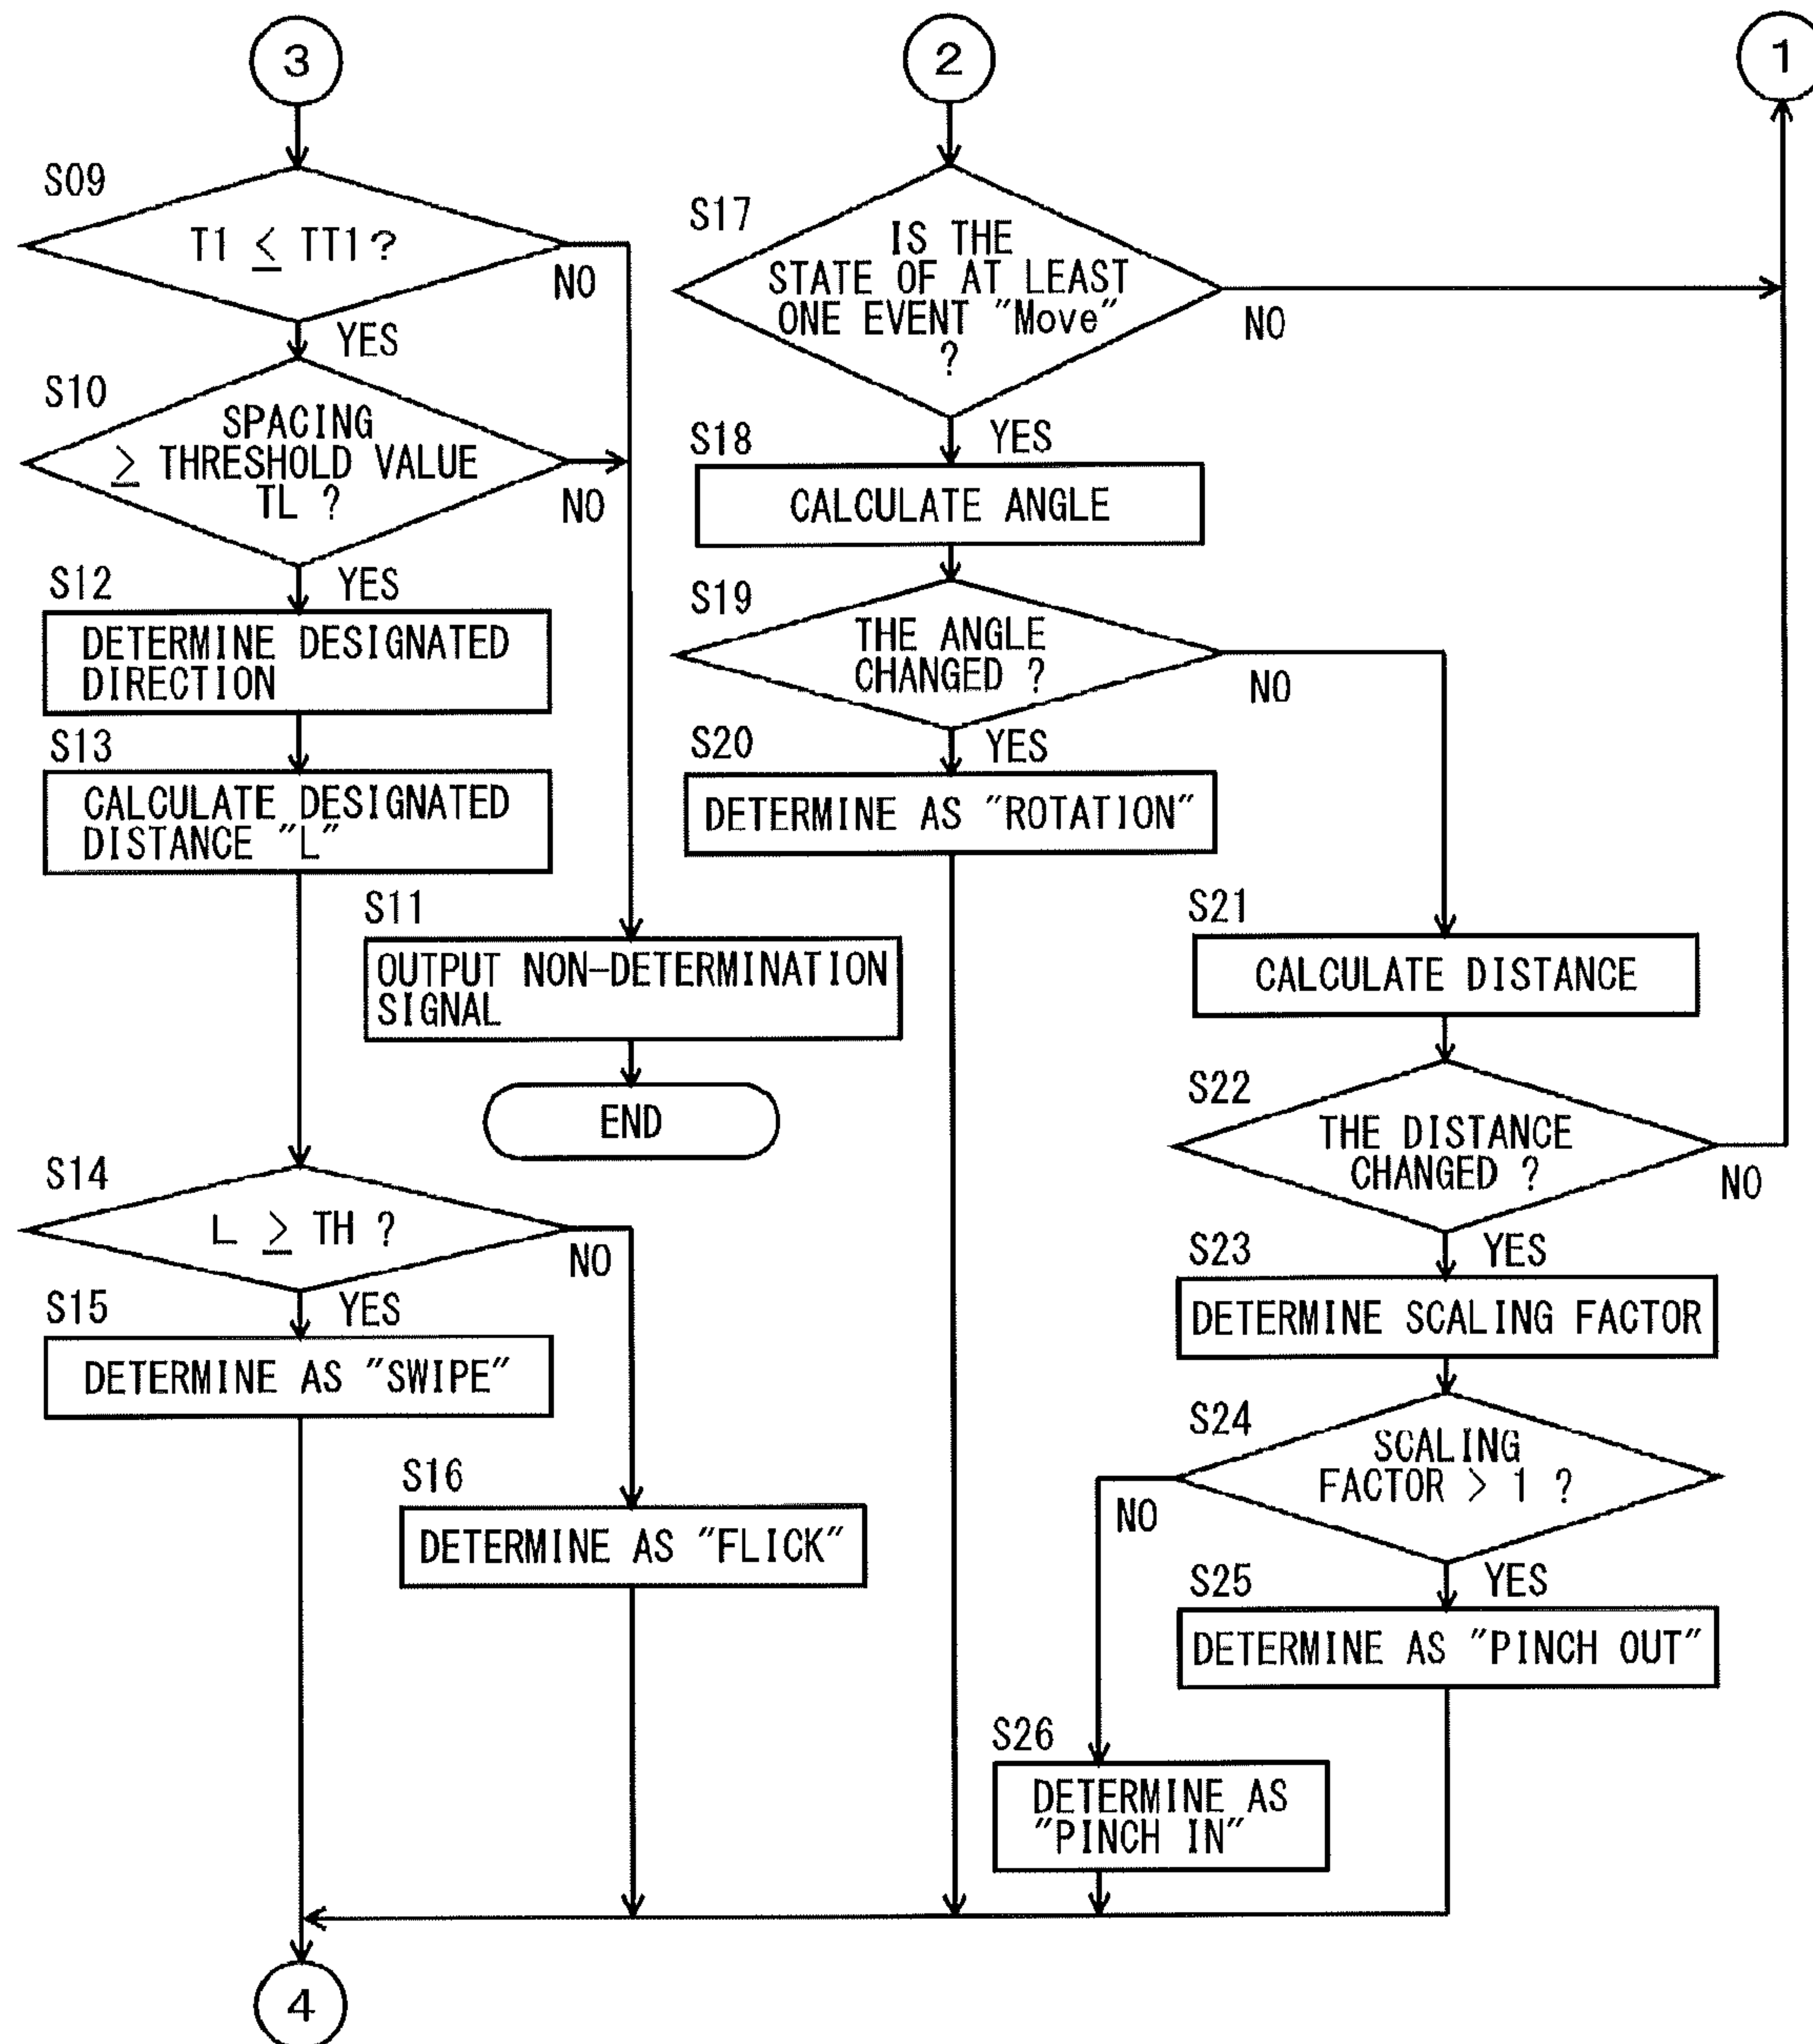 3
S09
T1 ≤ TT1?
NO
YES
S10
SPACING
≥ THRESHOLD VALUE
TL ?
NO
YES
S12
DETERMINE DESIGNATED
DIRECTION
S13
CALCULATE DESIGNATED
DISTANCE "L"
S11
OUTPUT NON-DETERMINATION
SIGNAL
END
S14
L ≥ TH ?
NO
YES
S15
DETERMINE AS "SWIPE"
S16
DETERMINE AS "FLICK"
4
2
S17
IS THE
STATE OF AT LEAST
ONE EVENT "Move"
?
NO
YES
S18
CALCULATE ANGLE
S19
THE ANGLE
CHANGED ?
NO
YES
S20
DETERMINE AS "ROTATION"
1
S21
CALCULATE DISTANCE
S22
THE DISTANCE
CHANGED ?
NO
YES
S23
DETERMINE SCALING FACTOR
S24
SCALING
FACTOR > 1 ?
NO
YES
S25
DETERMINE AS "PINCH OUT"
S26
DETERMINE AS
"PINCH IN"